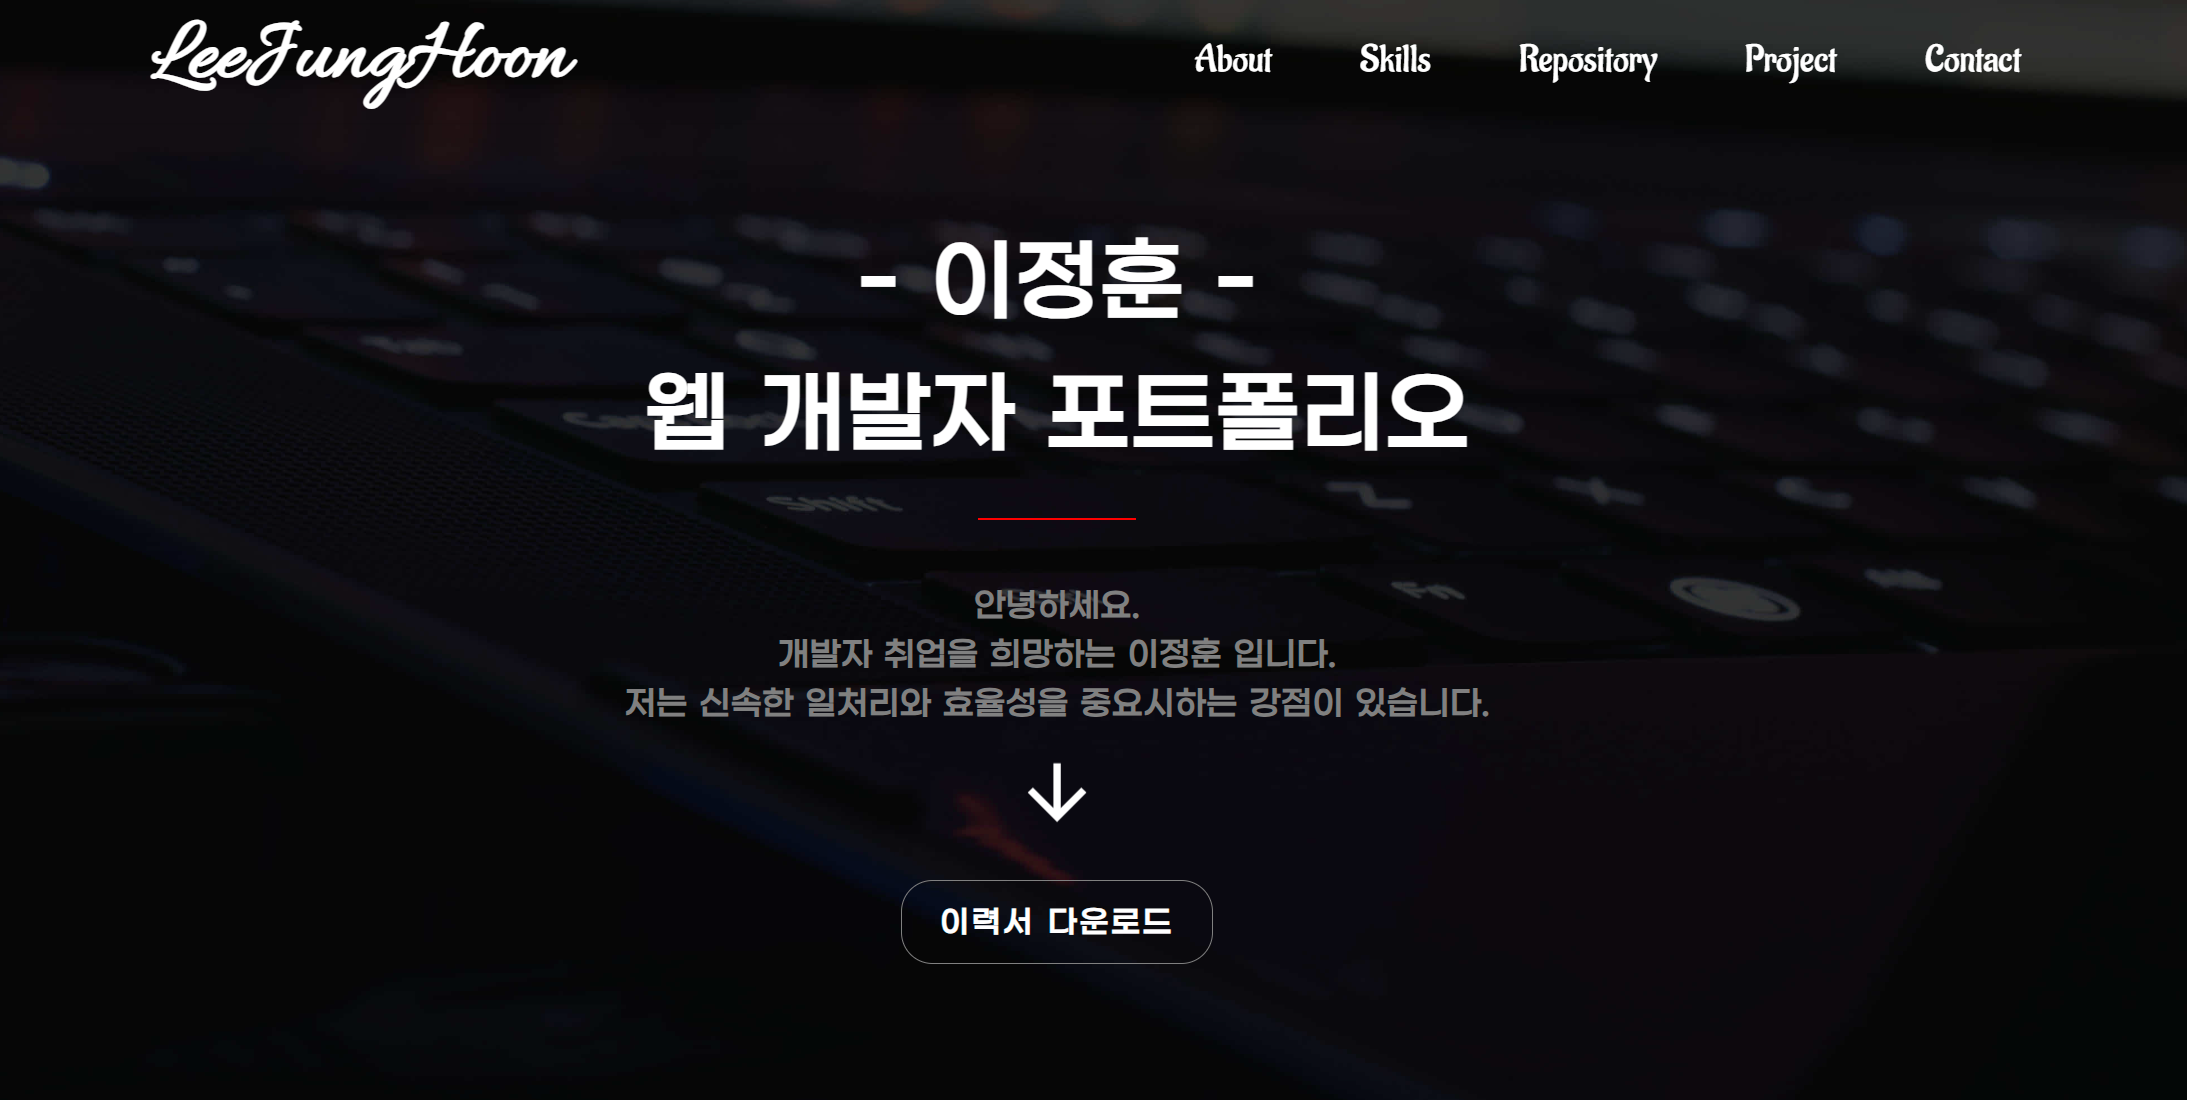 LeeJungHoon
About Skills Repository Project Contact
- 이정훈 -
웹 개발자 포트폴리오
Shift
Fn
안녕하세요.
개발자 취업을 희망하는 이정훈 입니다.
저는 신속한 일처리와 효율성을 중요시하는 강점이 있습니다.
이력서 다운로드